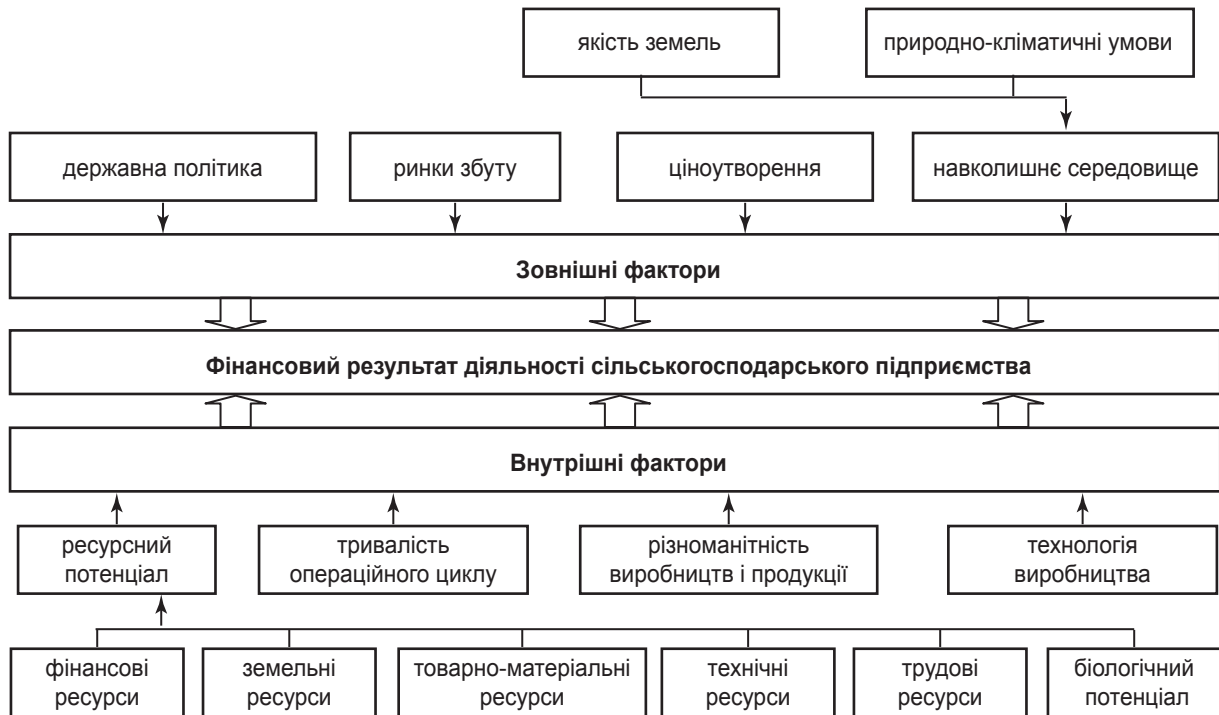 якість земель
природно-кліматичні умови
державна політика
ринки збуту
ціноутворення
навколишнє середовище
Зовнішні фактори
Фінансовий результат діяльності сільськогосподарського підприємства
Внутрішні фактори
ресурсний
потенціал
тривалість
операційного циклу
різноманітність
виробництв і продукції
технологія
виробництва
фінансові
ресурси
земельні
ресурси
товарно-матеріальні
ресурси
технічні
ресурси
трудові
ресурси
біологічний
потенціал